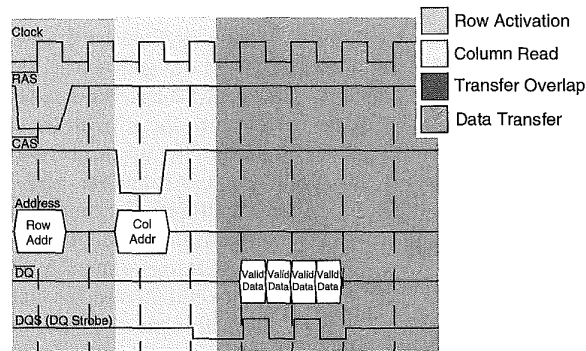 Clock
Row Activation
Column Read
Transfer Overlap
Data Transfer
RAS
CAS
Address
Row
Addr
Col
Addr
DQ
Valid Valid Valid Valid
Data Data Data Data
DQS (DQ Strobe)